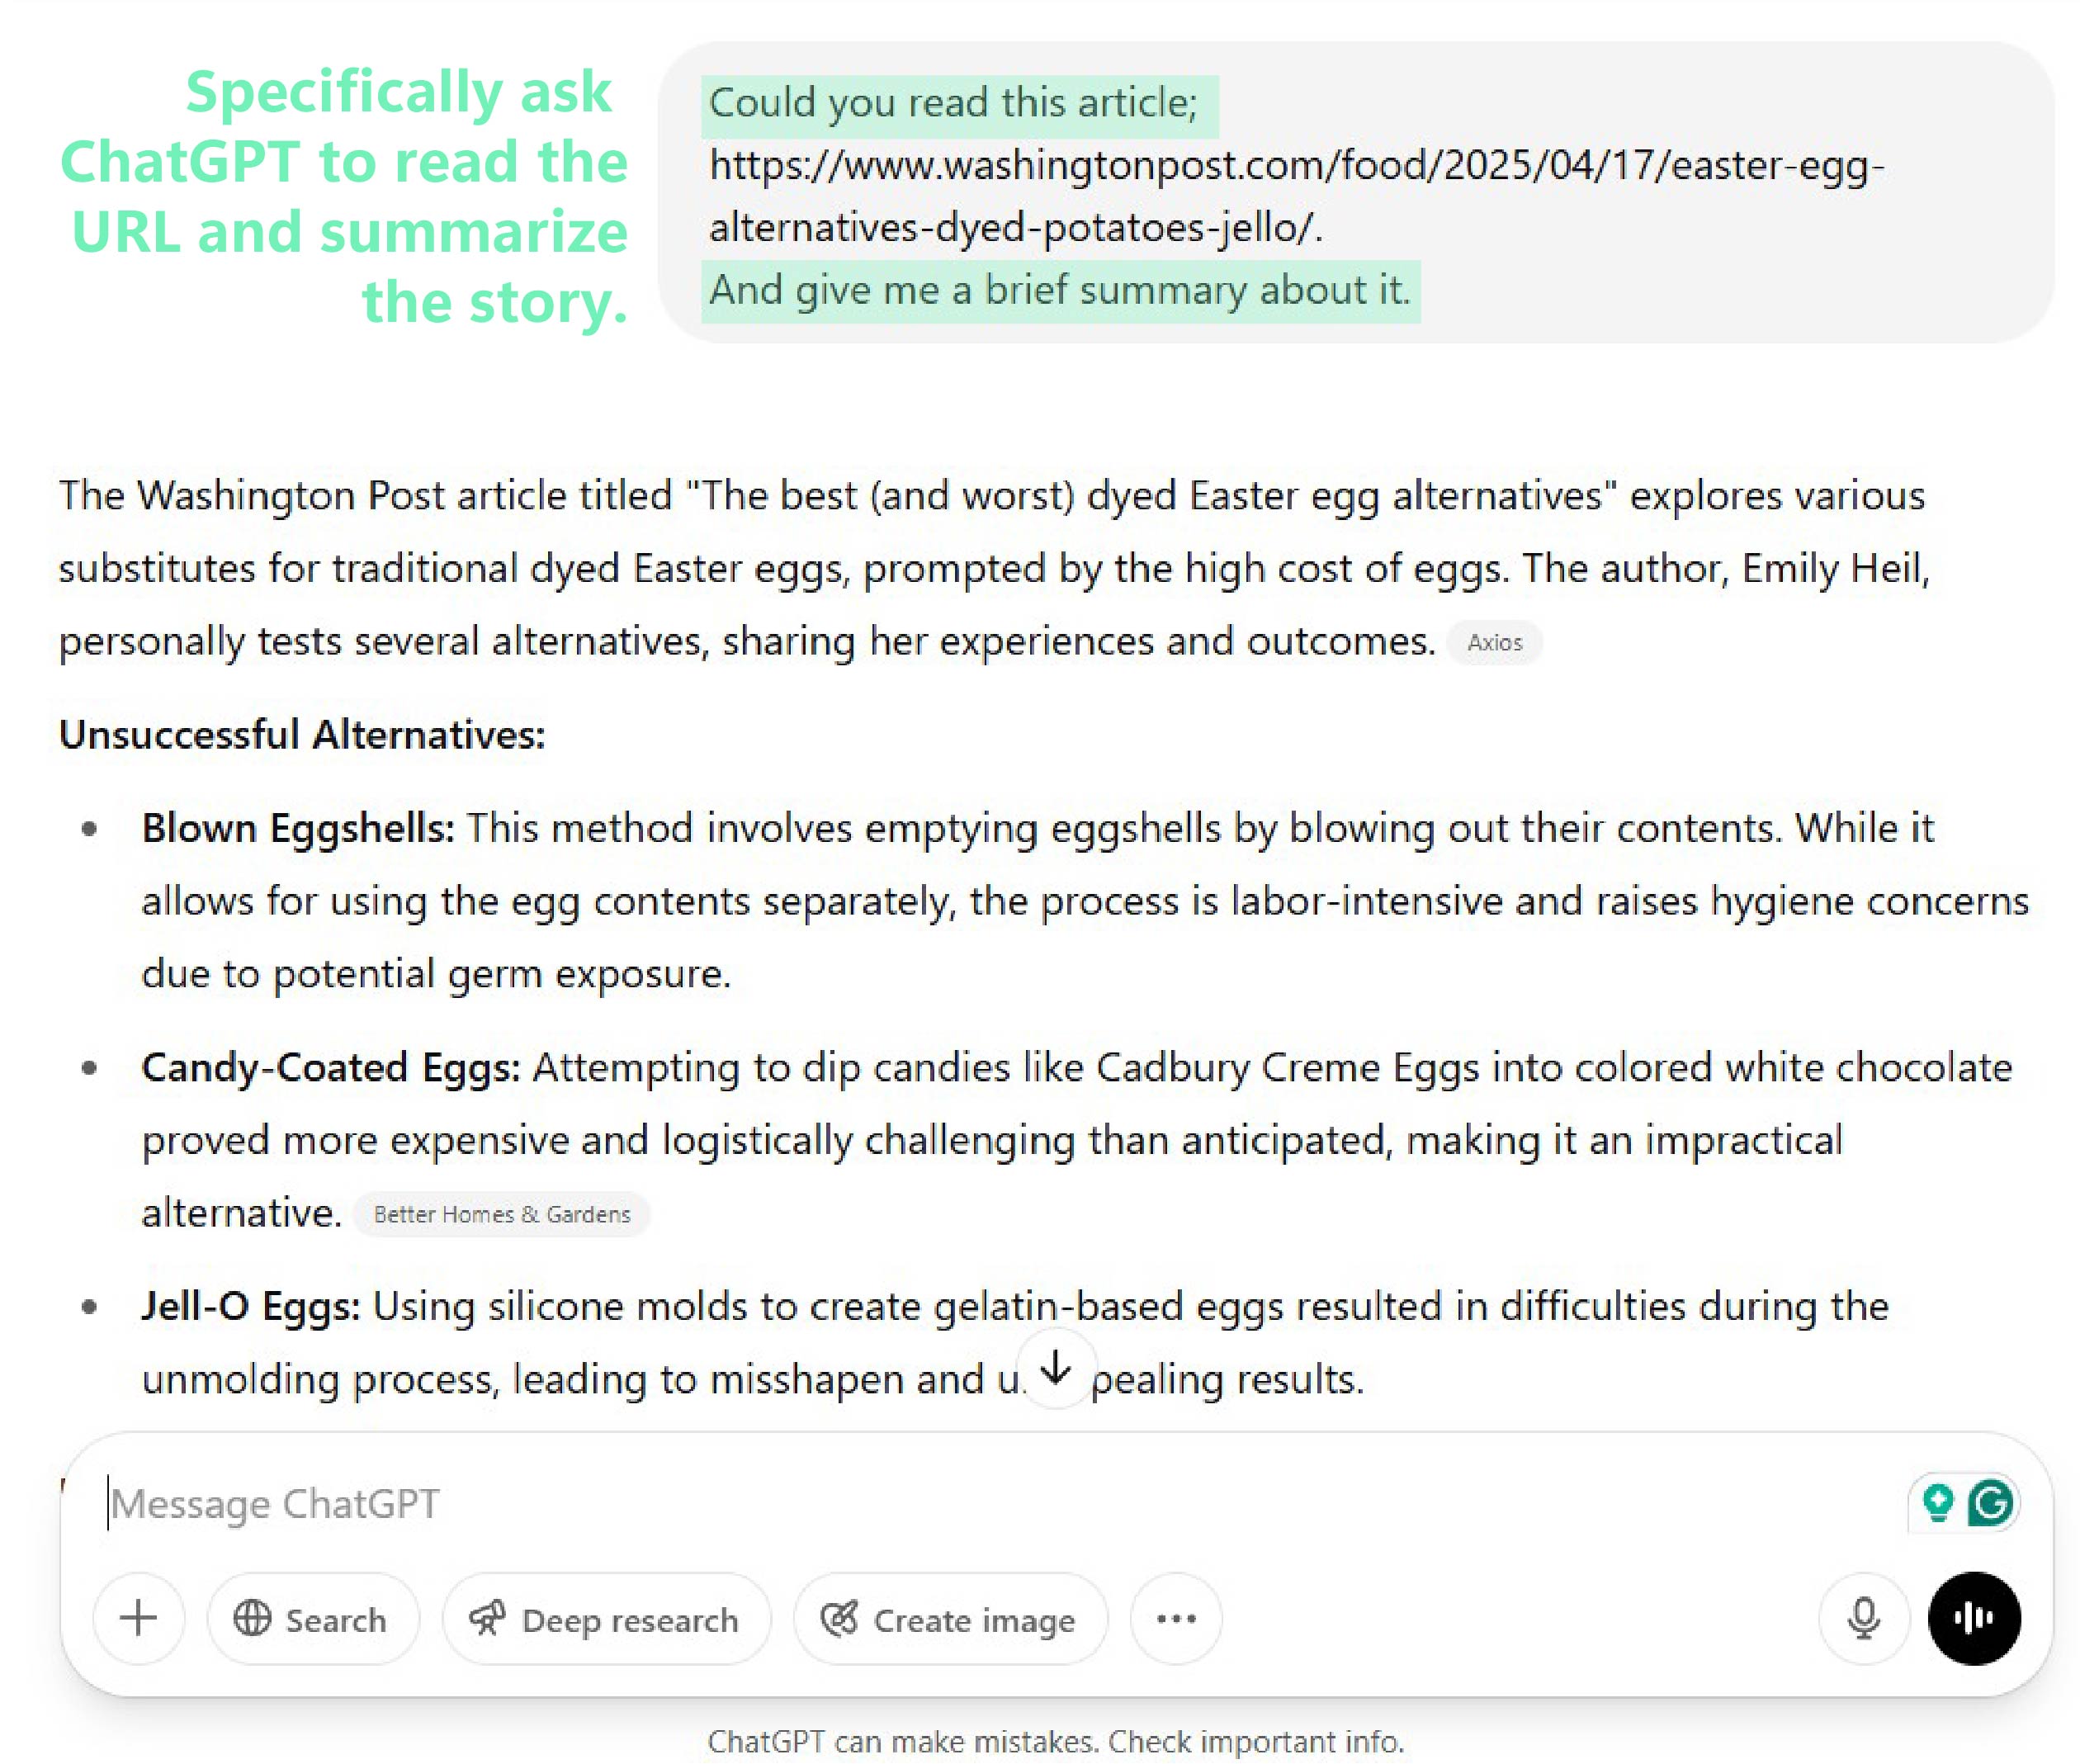 Specifically ask
ChatGPT to read the
URL and summarize
the story.
Could you read this article;
https://www.washingtonpost.com/food/2025/04/17/easter-egg-
alternatives-dyed-potatoes-jello/.
And give me a brief summary about it.
The Washington Post article titled "The best (and worst) dyed Easter egg alternatives" explores various
substitutes for traditional dyed Easter eggs, prompted by the high cost of eggs. The author, Emily Heil,
personally tests several alternatives, sharing her experiences and outcomes. Axios
Unsuccessful Alternatives:
• Blown Eggshells: This method involves emptying eggshells by blowing out their contents. While it
allows for using the egg contents separately, the process is labor-intensive and raises hygiene concerns
due to potential germ exposure.
• Candy-Coated Eggs: Attempting to dip candies like Cadbury Creme Eggs into colored white chocolate
proved more expensive and logistically challenging than anticipated, making it an impractical
alternative. Better Homes & Gardens
• Jell-O Eggs: Using silicone molds to create gelatin-based eggs resulted in difficulties during the
unmolding process, leading to misshapen and results.
Message ChatGPT
Search Deep research Create image
ChatGPT can make mistakes. Check important info.